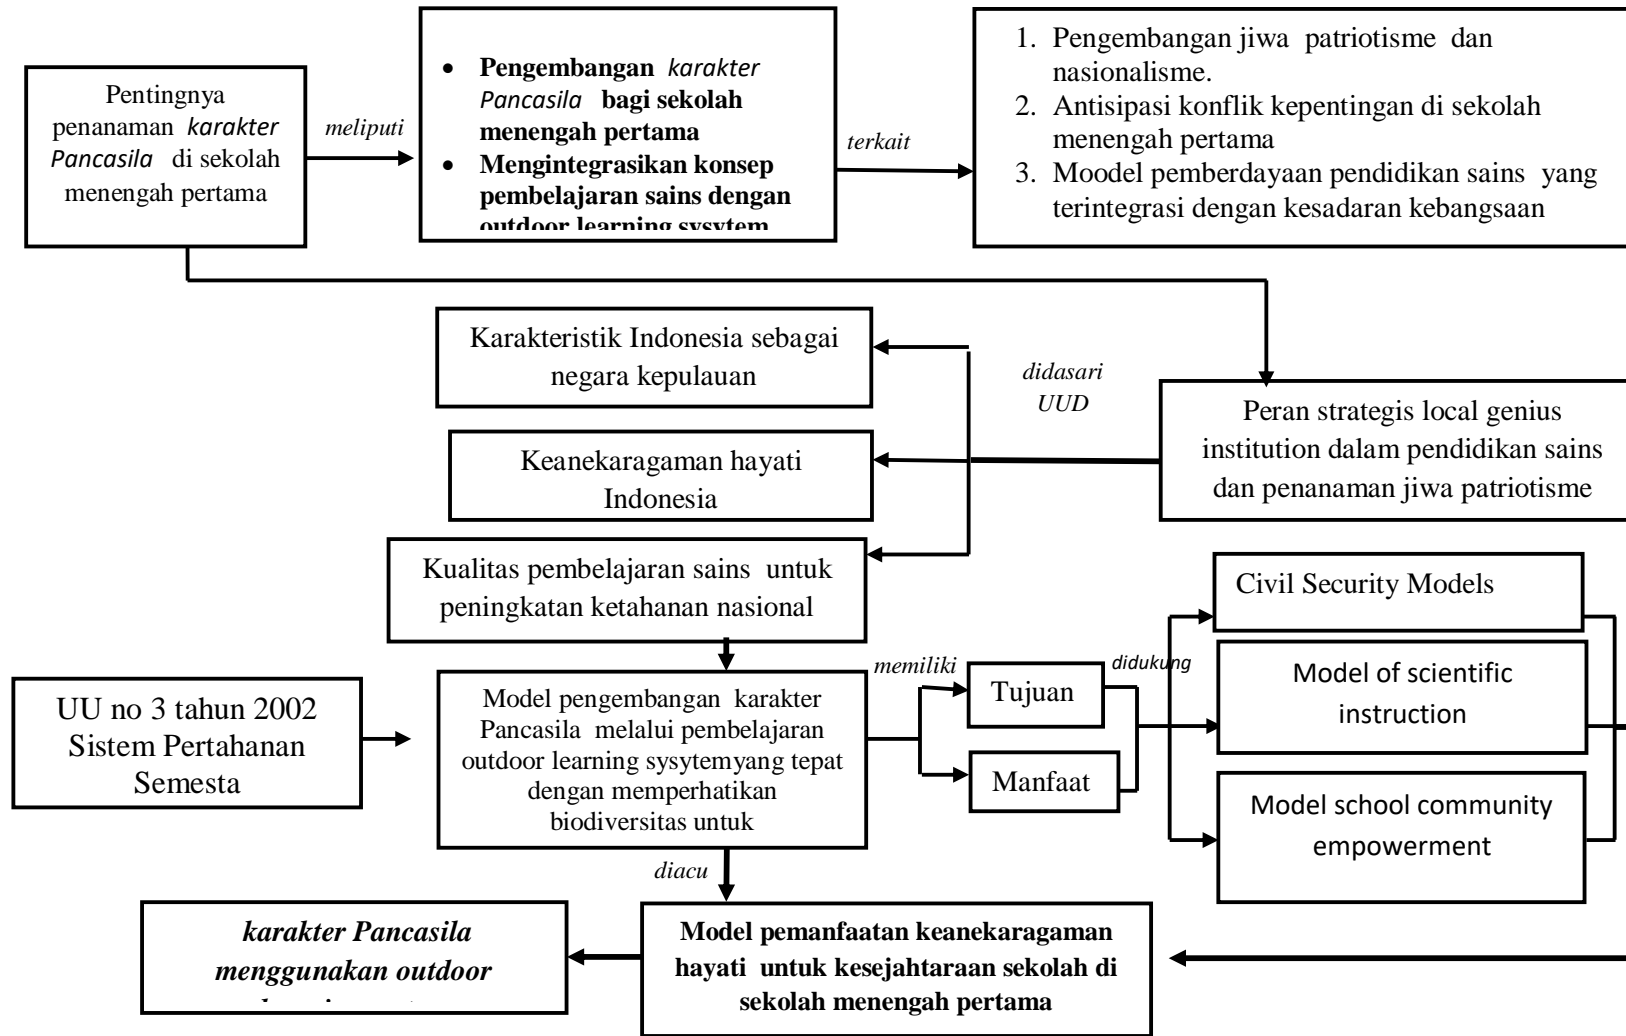 Pentingnya
penanaman karakter
Pancasila di sekolah
menengah pertama
meliputi
• Pengembangan karakter
Pancasila bagi sekolah
menengah pertama
• Mengintegrasikan konsep
pembelajaran sains dengan
outdoor learning sysytem
terkait
1. Pengembangan jiwa patriotisme dan
nasionalisme.
2. Antisipasi konflik kepentingan di sekolah
menengah pertama
3. Moodel pemberdayaan pendidikan sains yang
terintegrasi dengan kesadaran kebangsaan
Karakteristik Indonesia sebagai
negara kepulauan
didasari
UUD
Peran strategis local genius
institution dalam pendidikan sains
dan penanaman jiwa patriotisme
Keanekaragaman hayati
Indonesia
Kualitas pembelajaran sains untuk
peningkatan ketahanan nasional
UU no 3 tahun 2002
Sistem Pertahanan
Semesta
Model pengembangan karakter
Pancasila melalui pembelajaran
outdoor learning sysytemyang tepat
dengan memperhatikan
biodiversitas untuk
memiliki
Tujuan
Manfaat
didukung
Civil Security Models
Model of scientific
instruction
Model school community
empowerment
diacu
Model pemanfaatan keanekaragaman
hayati untuk kesejahtaraan sekolah di
sekolah menengah pertama
karakter Pancasila
menggunakan outdoor